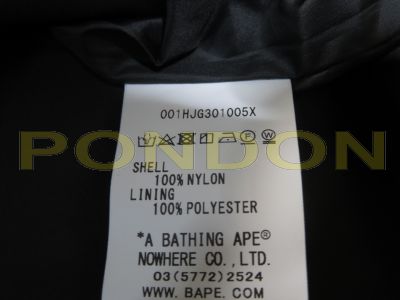 001HJG301005X
PONDON
SHELL
100% NYLON
LINING
100% POLYESTER
*A BATHING APE®
NOWHERE CO.,LTD.
03(5772)2524
WWW.BAPE.COM